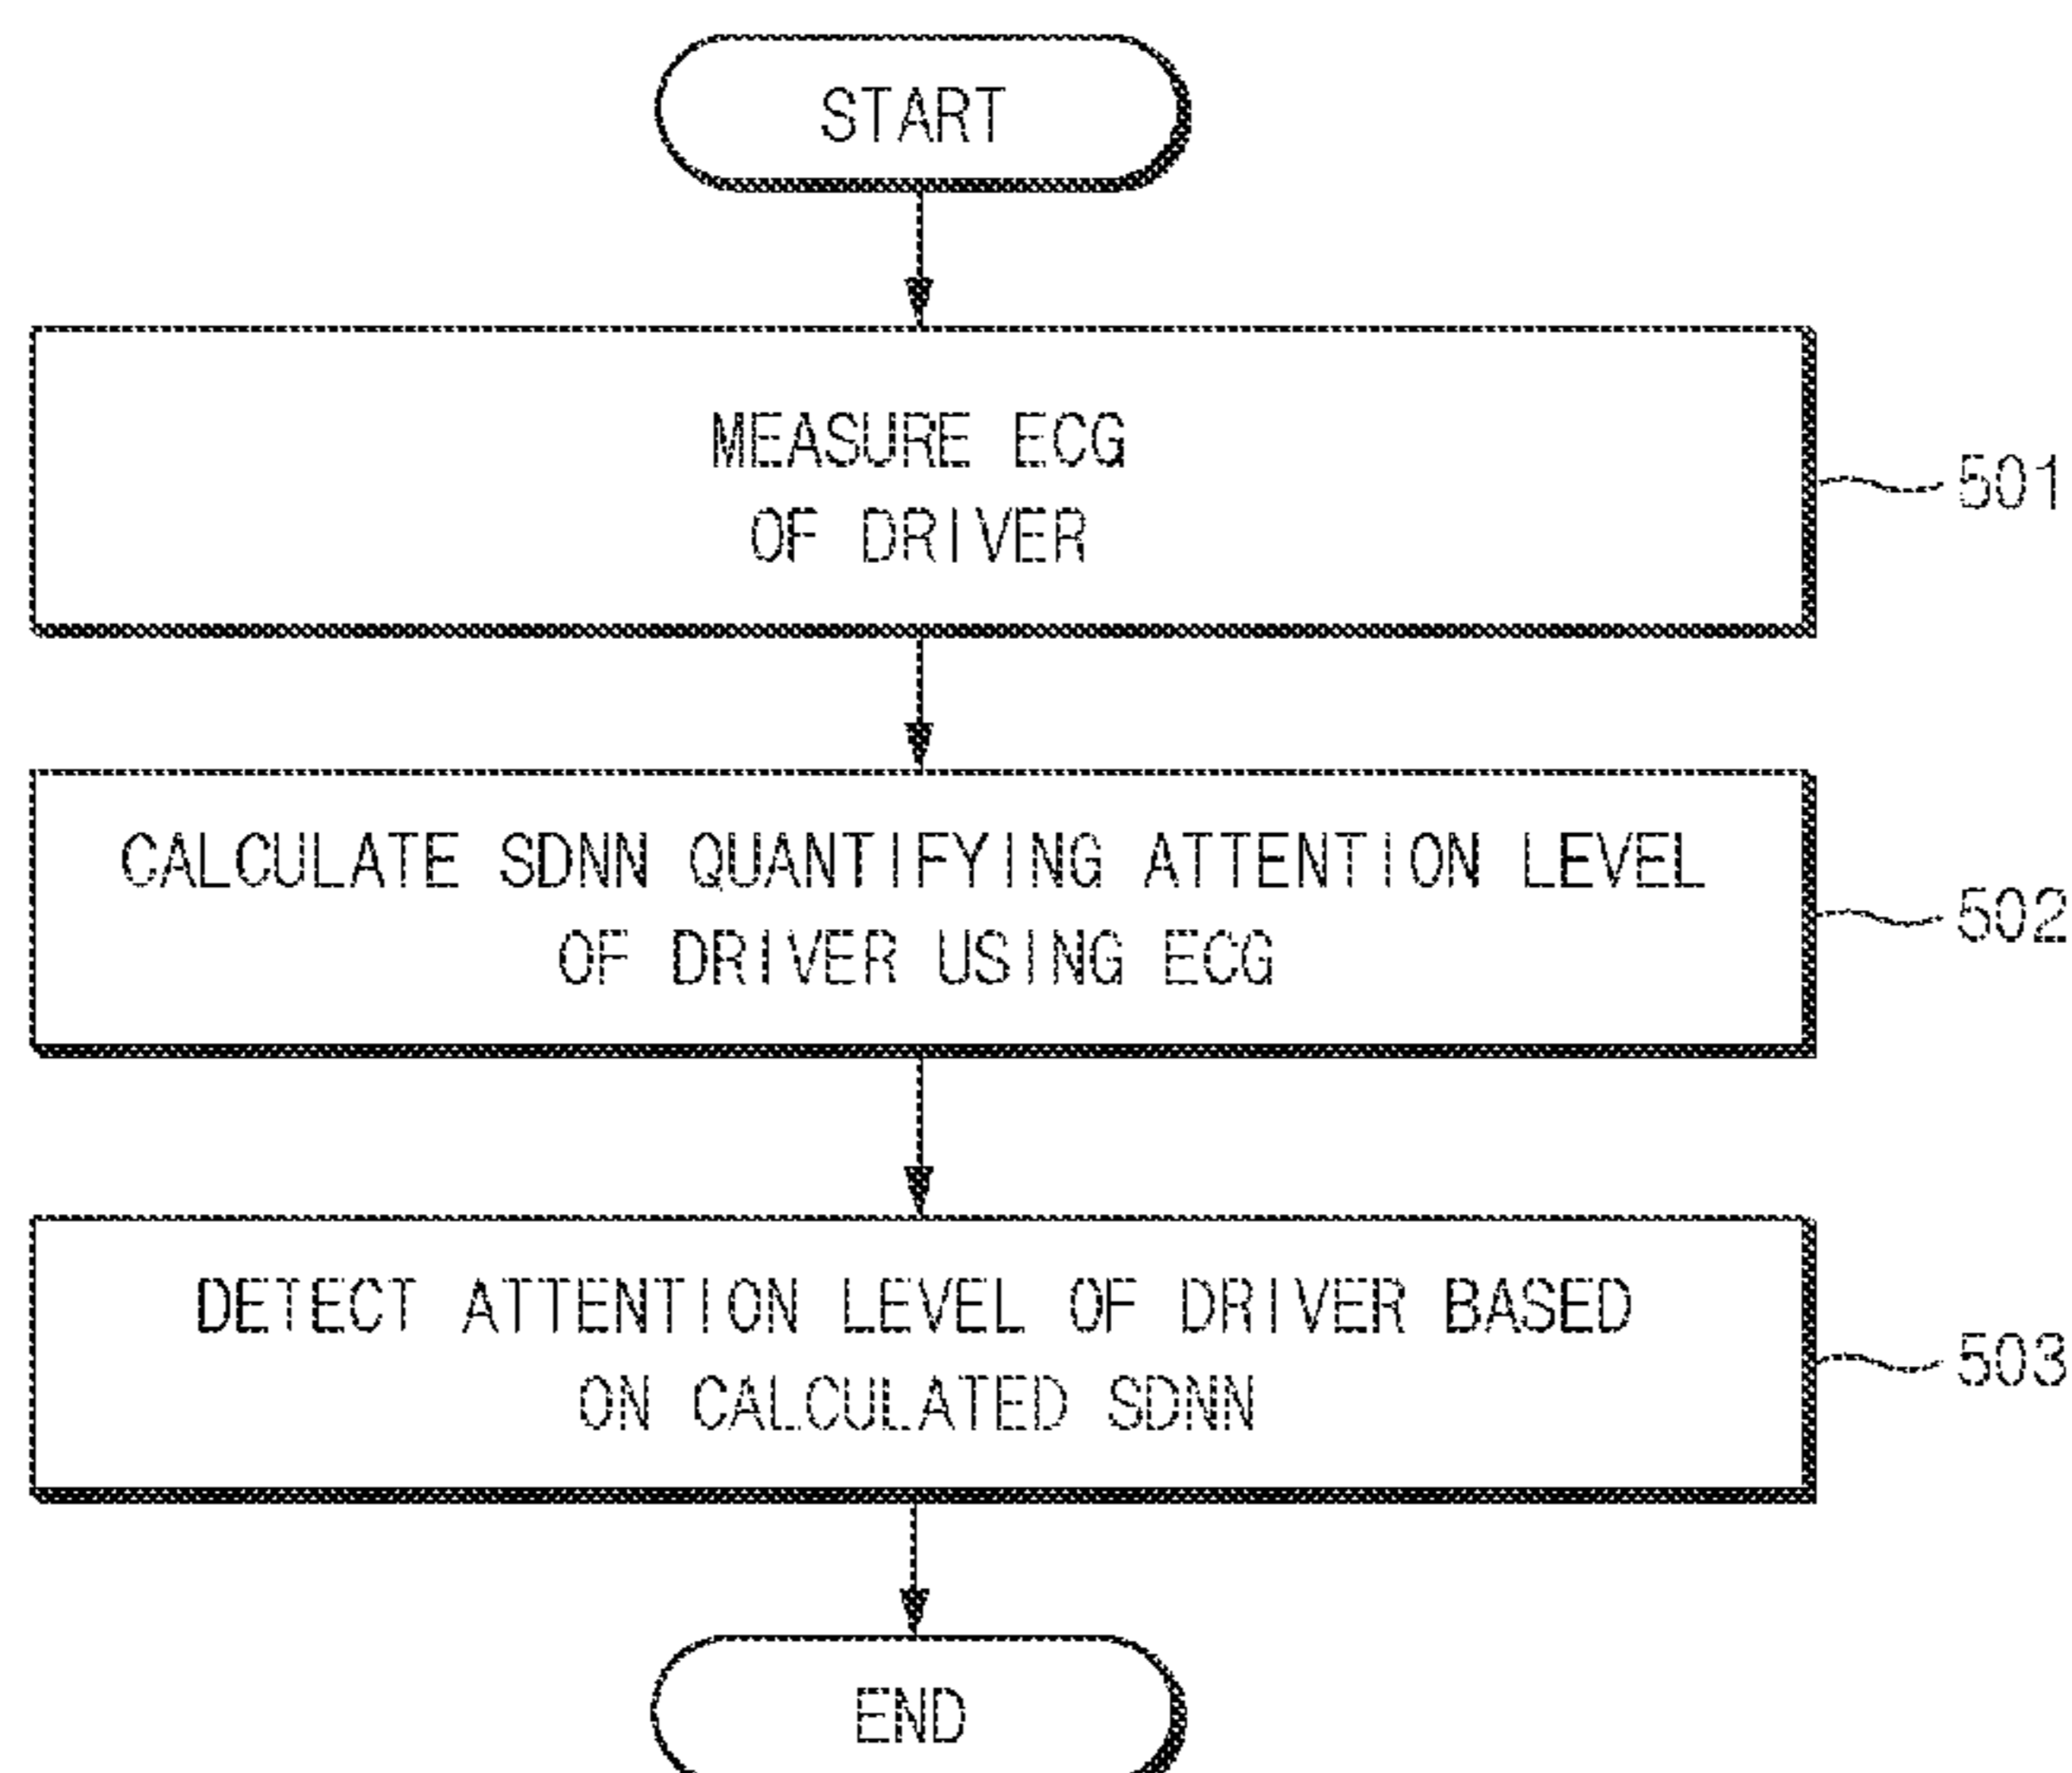 START
MEASURE ECG
OF DRIVER
501
CALCULATE SDNN QUANTIFYING ATTENTION LEVEL
OF DRIVER USING ECG
502
DETECT ATTENTION LEVEL OF DRIVER BASED
ON CALCULATED SDNN
503
END